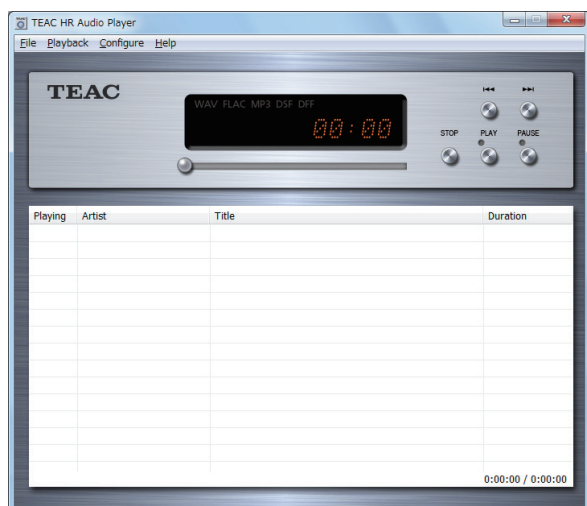 TEAC HR Audio Player
File Playback Configure Help
TEAC
WAV FLAC MP3 DSF DFF
00:00
STOP PLAY PAUSE
Playing Artist Title Duration
0:00:00 / 0:00:00